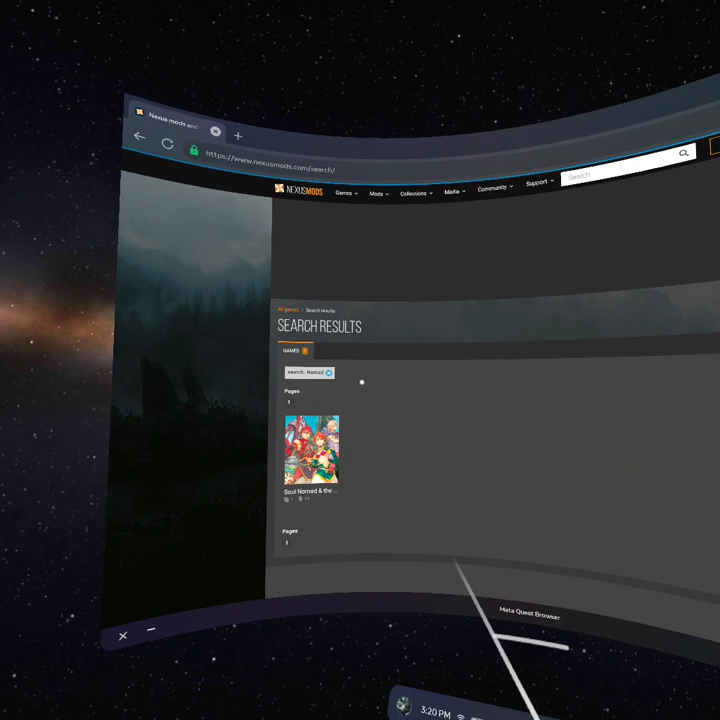 Nexus mods and
https://www.nexusmods.com/search/
NEXUSMODS
Games
Mods
Collections
Media
Community
Support
Search
All games / Search results
SEARCH RESULTS
GAMES 1
search: Nomad
Pages
1
Soul Nomad & the ...
Pages
1
Meta Quest Browser
3:20 PM